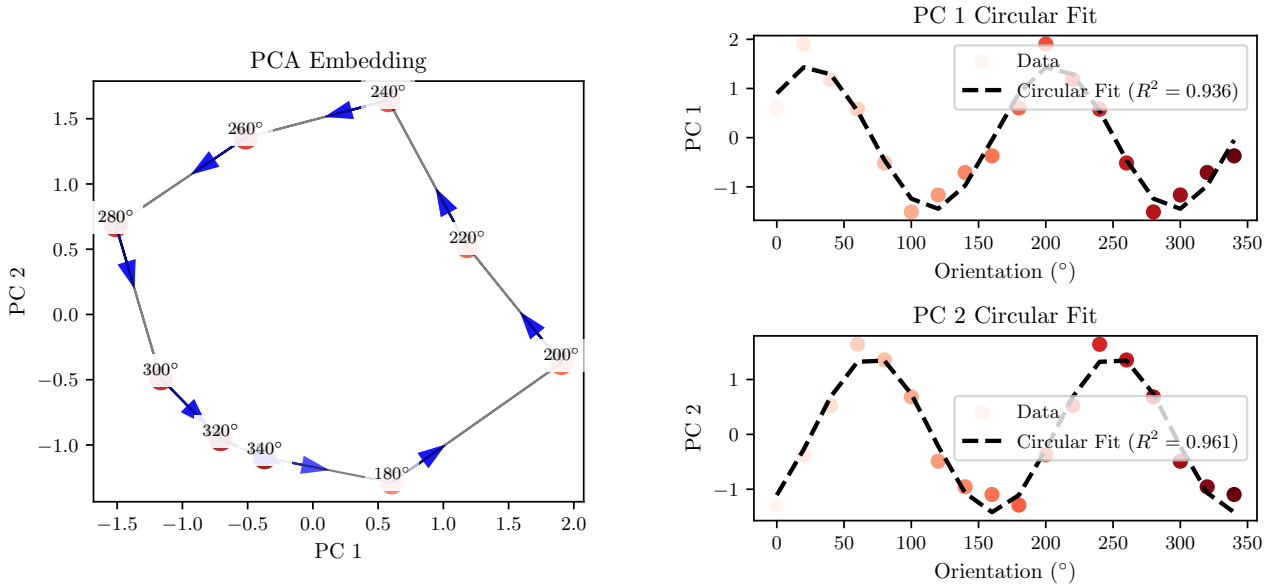 PCA Embedding
PC 2
1.5
1.0
0.5
0.0
−0.5
−1.0
240°
260°
280°
220°
200°
300°
320°
340°
180°
−1.5 −1.0 −0.5 0.0 0.5 1.0 1.5 2.0
PC 1
PC 1 Circular Fit
PC 1
2
1
0
−1
Data
Circular Fit (R² = 0.936)
0 50 100 150 200 250 300 350
Orientation (°)
PC 2 Circular Fit
PC 2
1
0
−1
Data
Circular Fit (R² = 0.961)
0 50 100 150 200 250 300 350
Orientation (°)